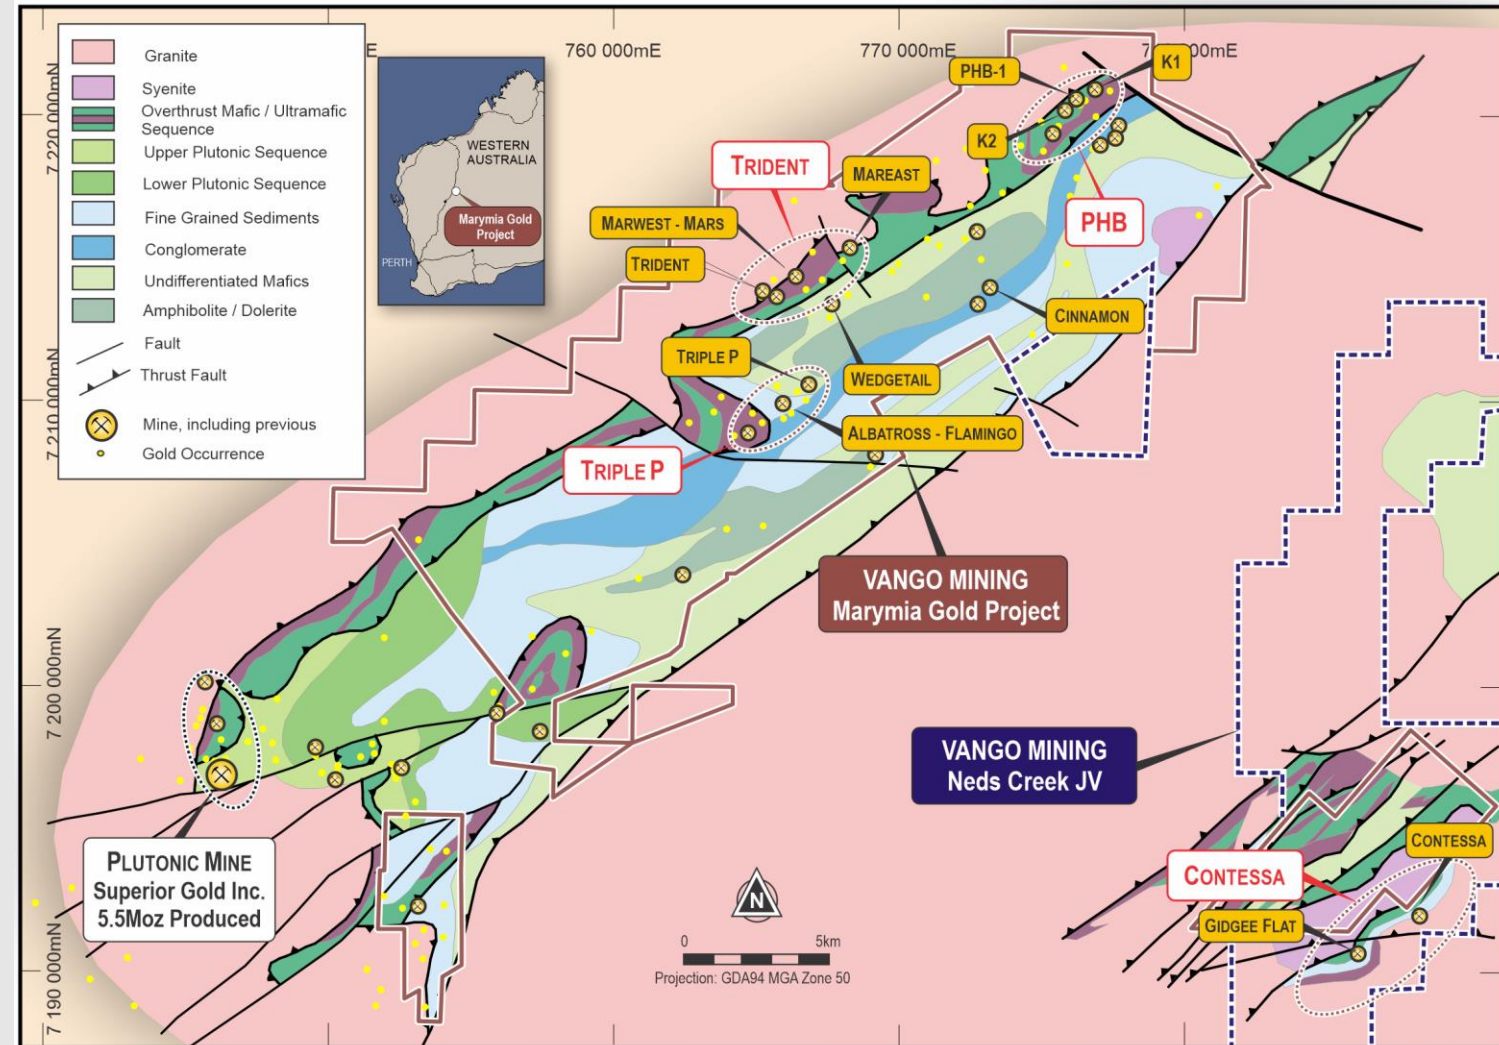 Granite
Syenite
Overthrust Mafic / Ultramafic
Sequence
Upper Plutonic Sequence
Lower Plutonic Sequence
Fine Grained Sediments
Conglomerate
Undifferentiated Mafics
Amphibolite / Dolerite
Fault
Thrust Fault
Mine, including previous
Gold Occurrence
WESTERN
AUSTRALIA
Marymia Gold
Project
PERTH
E
760 000mE
770 000mE
000mE
7 220 000mN
7 210 000mN
7 200 000mN
7 190 000mN
PHB-1
K1
K2
PHB
TRIDENT
MAREAST
MARWEST - MARS
TRIDENT
CINNAMON
TRIPLE P
WEDGETAIL
ALBATROSS - FLAMINGO
TRIPLE P
VANGO MINING
Marymia Gold Project
VANGO MINING
Neds Creek JV
PLUTONIC MINE
Superior Gold Inc.
5.5Moz Produced
CONTESSA
CONTESSA
GIDGEE FLAT
N
0 5km
Projection: GDA94 MGA Zone 50